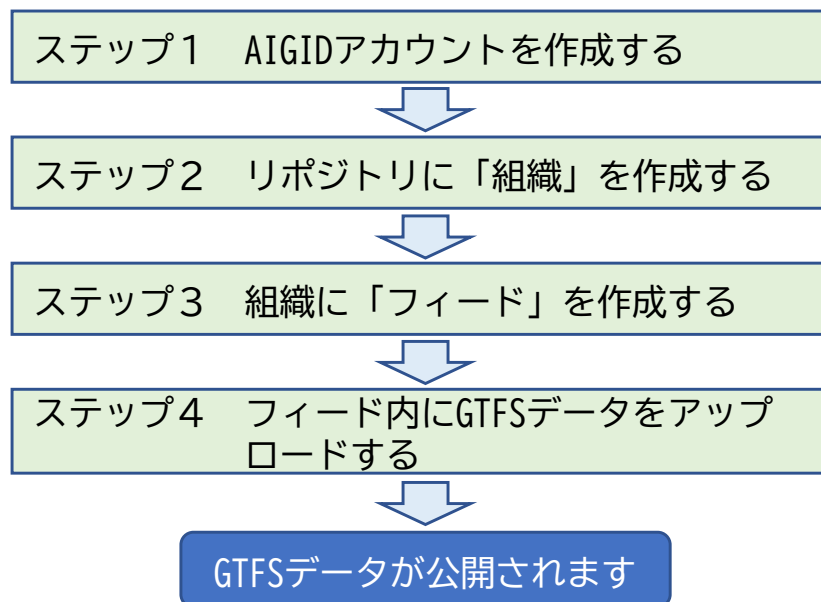 ステップ１　AIGIDアカウントを作成する
ステップ２　リポジトリに「組織」を作成する
ステップ３　組織に「フィード」を作成する
ステップ４　フィード内にGTFSデータをアップ
ロードする
GTFSデータが公開されます